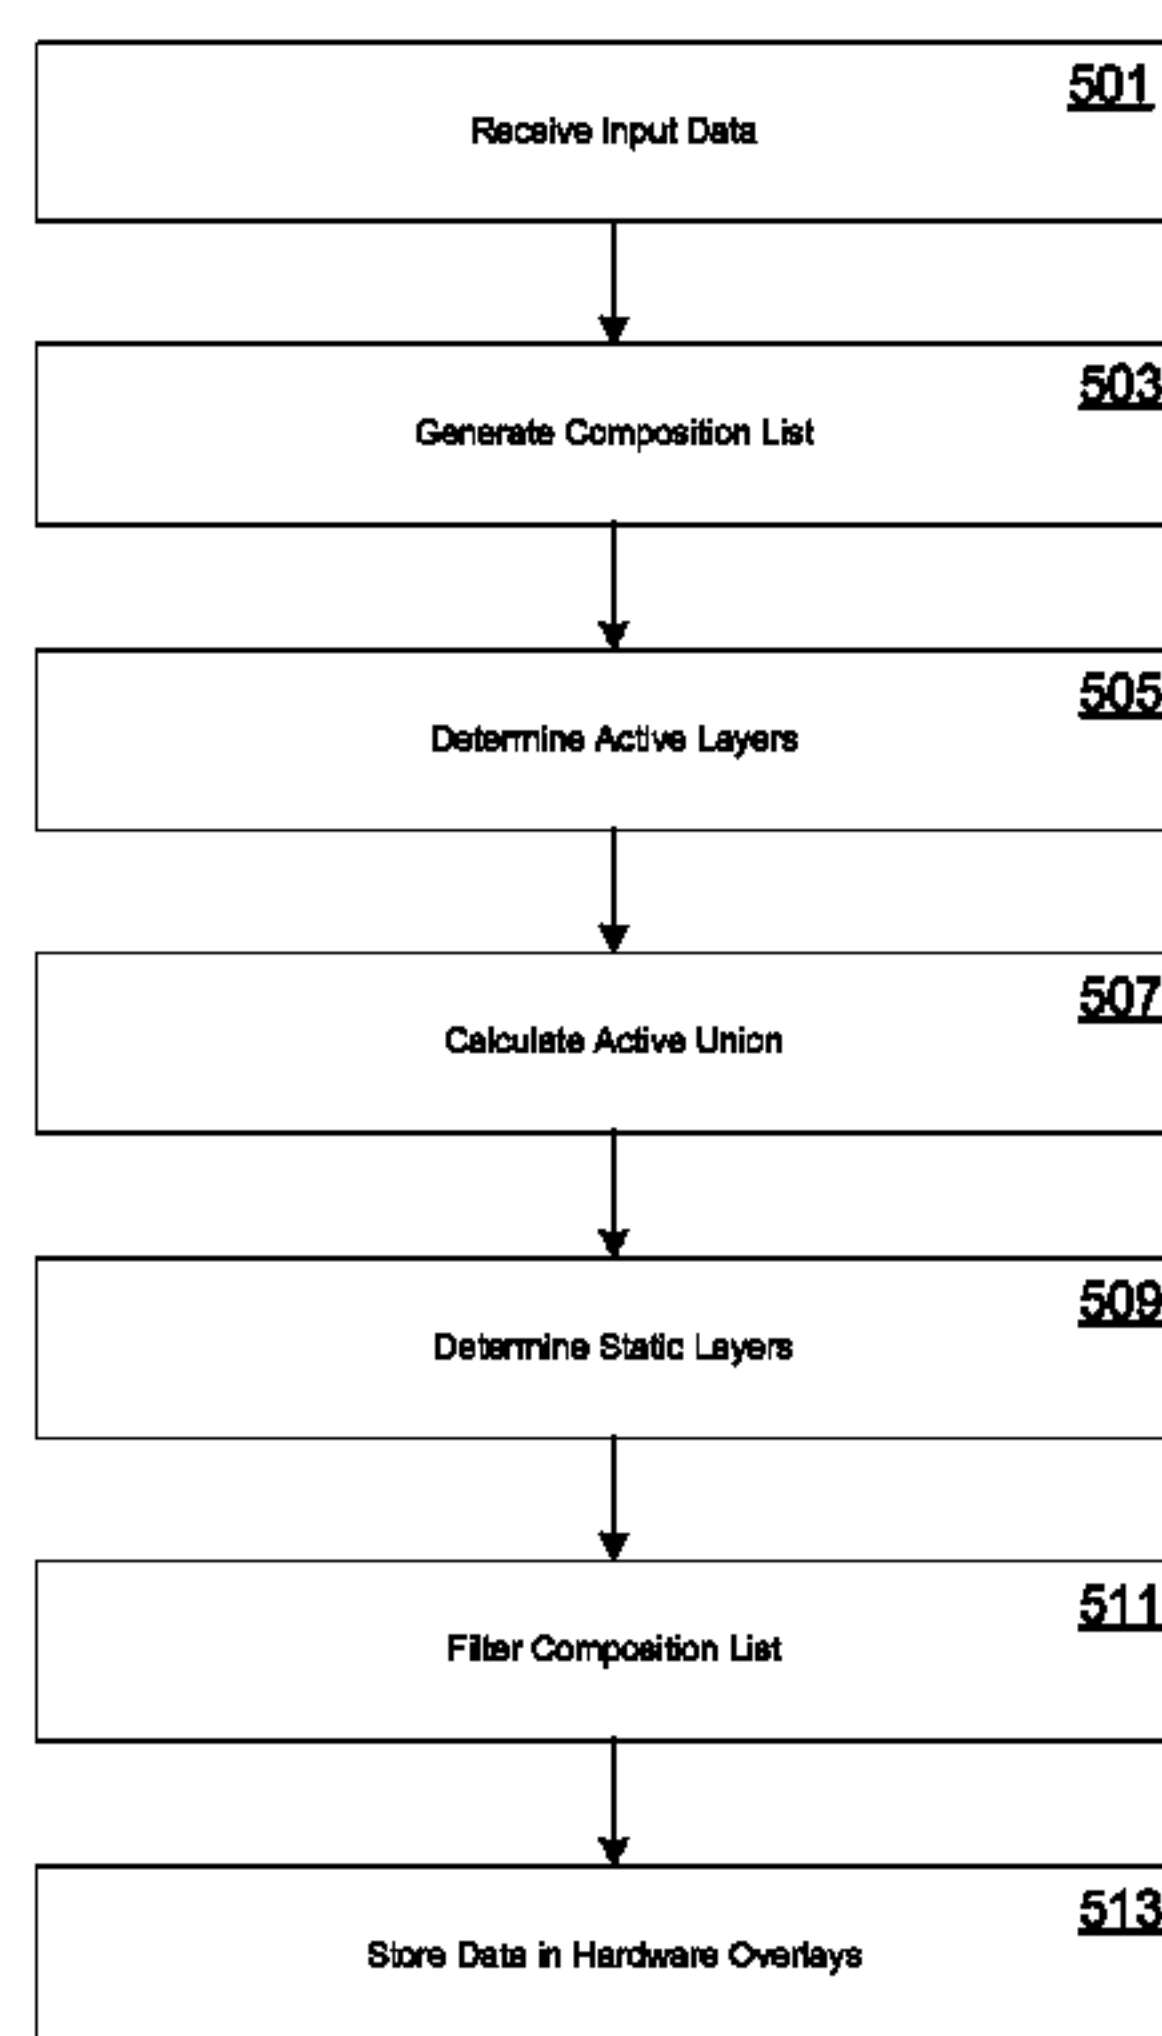 501
Receive Input Data
503
Generate Composition List
505
Determine Active Layers
507
Calculate Active Union
509
Determine Static Layers
511
Filter Composition List
513
Store Data in Hardware Overlays